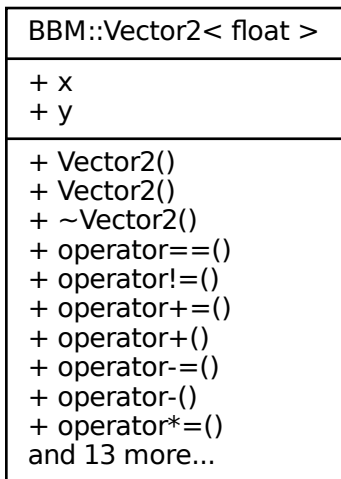 BBM::Vector2< float >
+ x
+ y
+ Vector2()
+ Vector2()
+ ~Vector2()
+ operator==()
+ operator!=()
+ operator+=()
+ operator+()
+ operator-=()
+ operator-()
+ operator*=()
and 13 more...